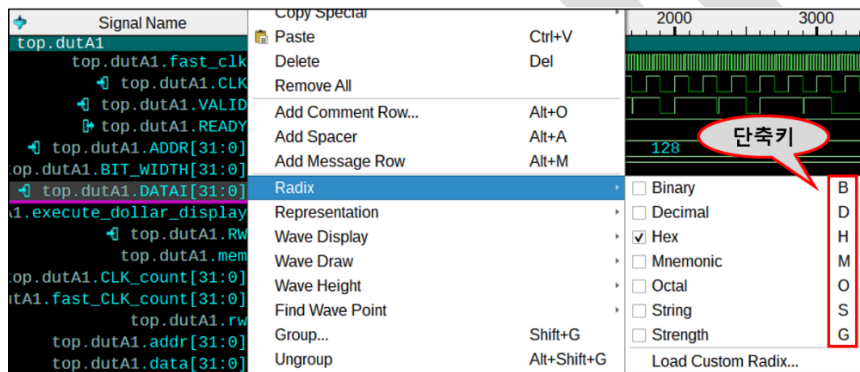 Signal Name
top.dutA1
top.dutA1.fast_clk
top.dutA1.CLK
top.dutA1.VALID
top.dutA1.READY
top.dutA1.ADDR[31:0]
top.dutA1.BIT_WIDTH[31:0]
top.dutA1.DATAI[31:0]
A1.execute_dollar_display
top.dutA1.RW
top.dutA1.mem
top.dutA1.CLK_count[31:0]
tA1.fast_CLK_count[31:0]
top.dutA1.rw
top.dutA1.addr[31:0]
top.dutA1.data[31:0]
Copy Special
Paste Ctrl+V
Delete Del
Remove All
Add Comment Row... Alt+O
Add Spacer Alt+A
Add Message Row Alt+M
Radix
Representation
Wave Display
Wave Draw
Wave Height
Find Wave Point
Group... Shift+G
Ungroup Alt+Shift+G
2000 3000
128
단축키
Binary B
Decimal D
Hex H
Mnemonic M
Octal O
String S
Strength G
Load Custom Radix...